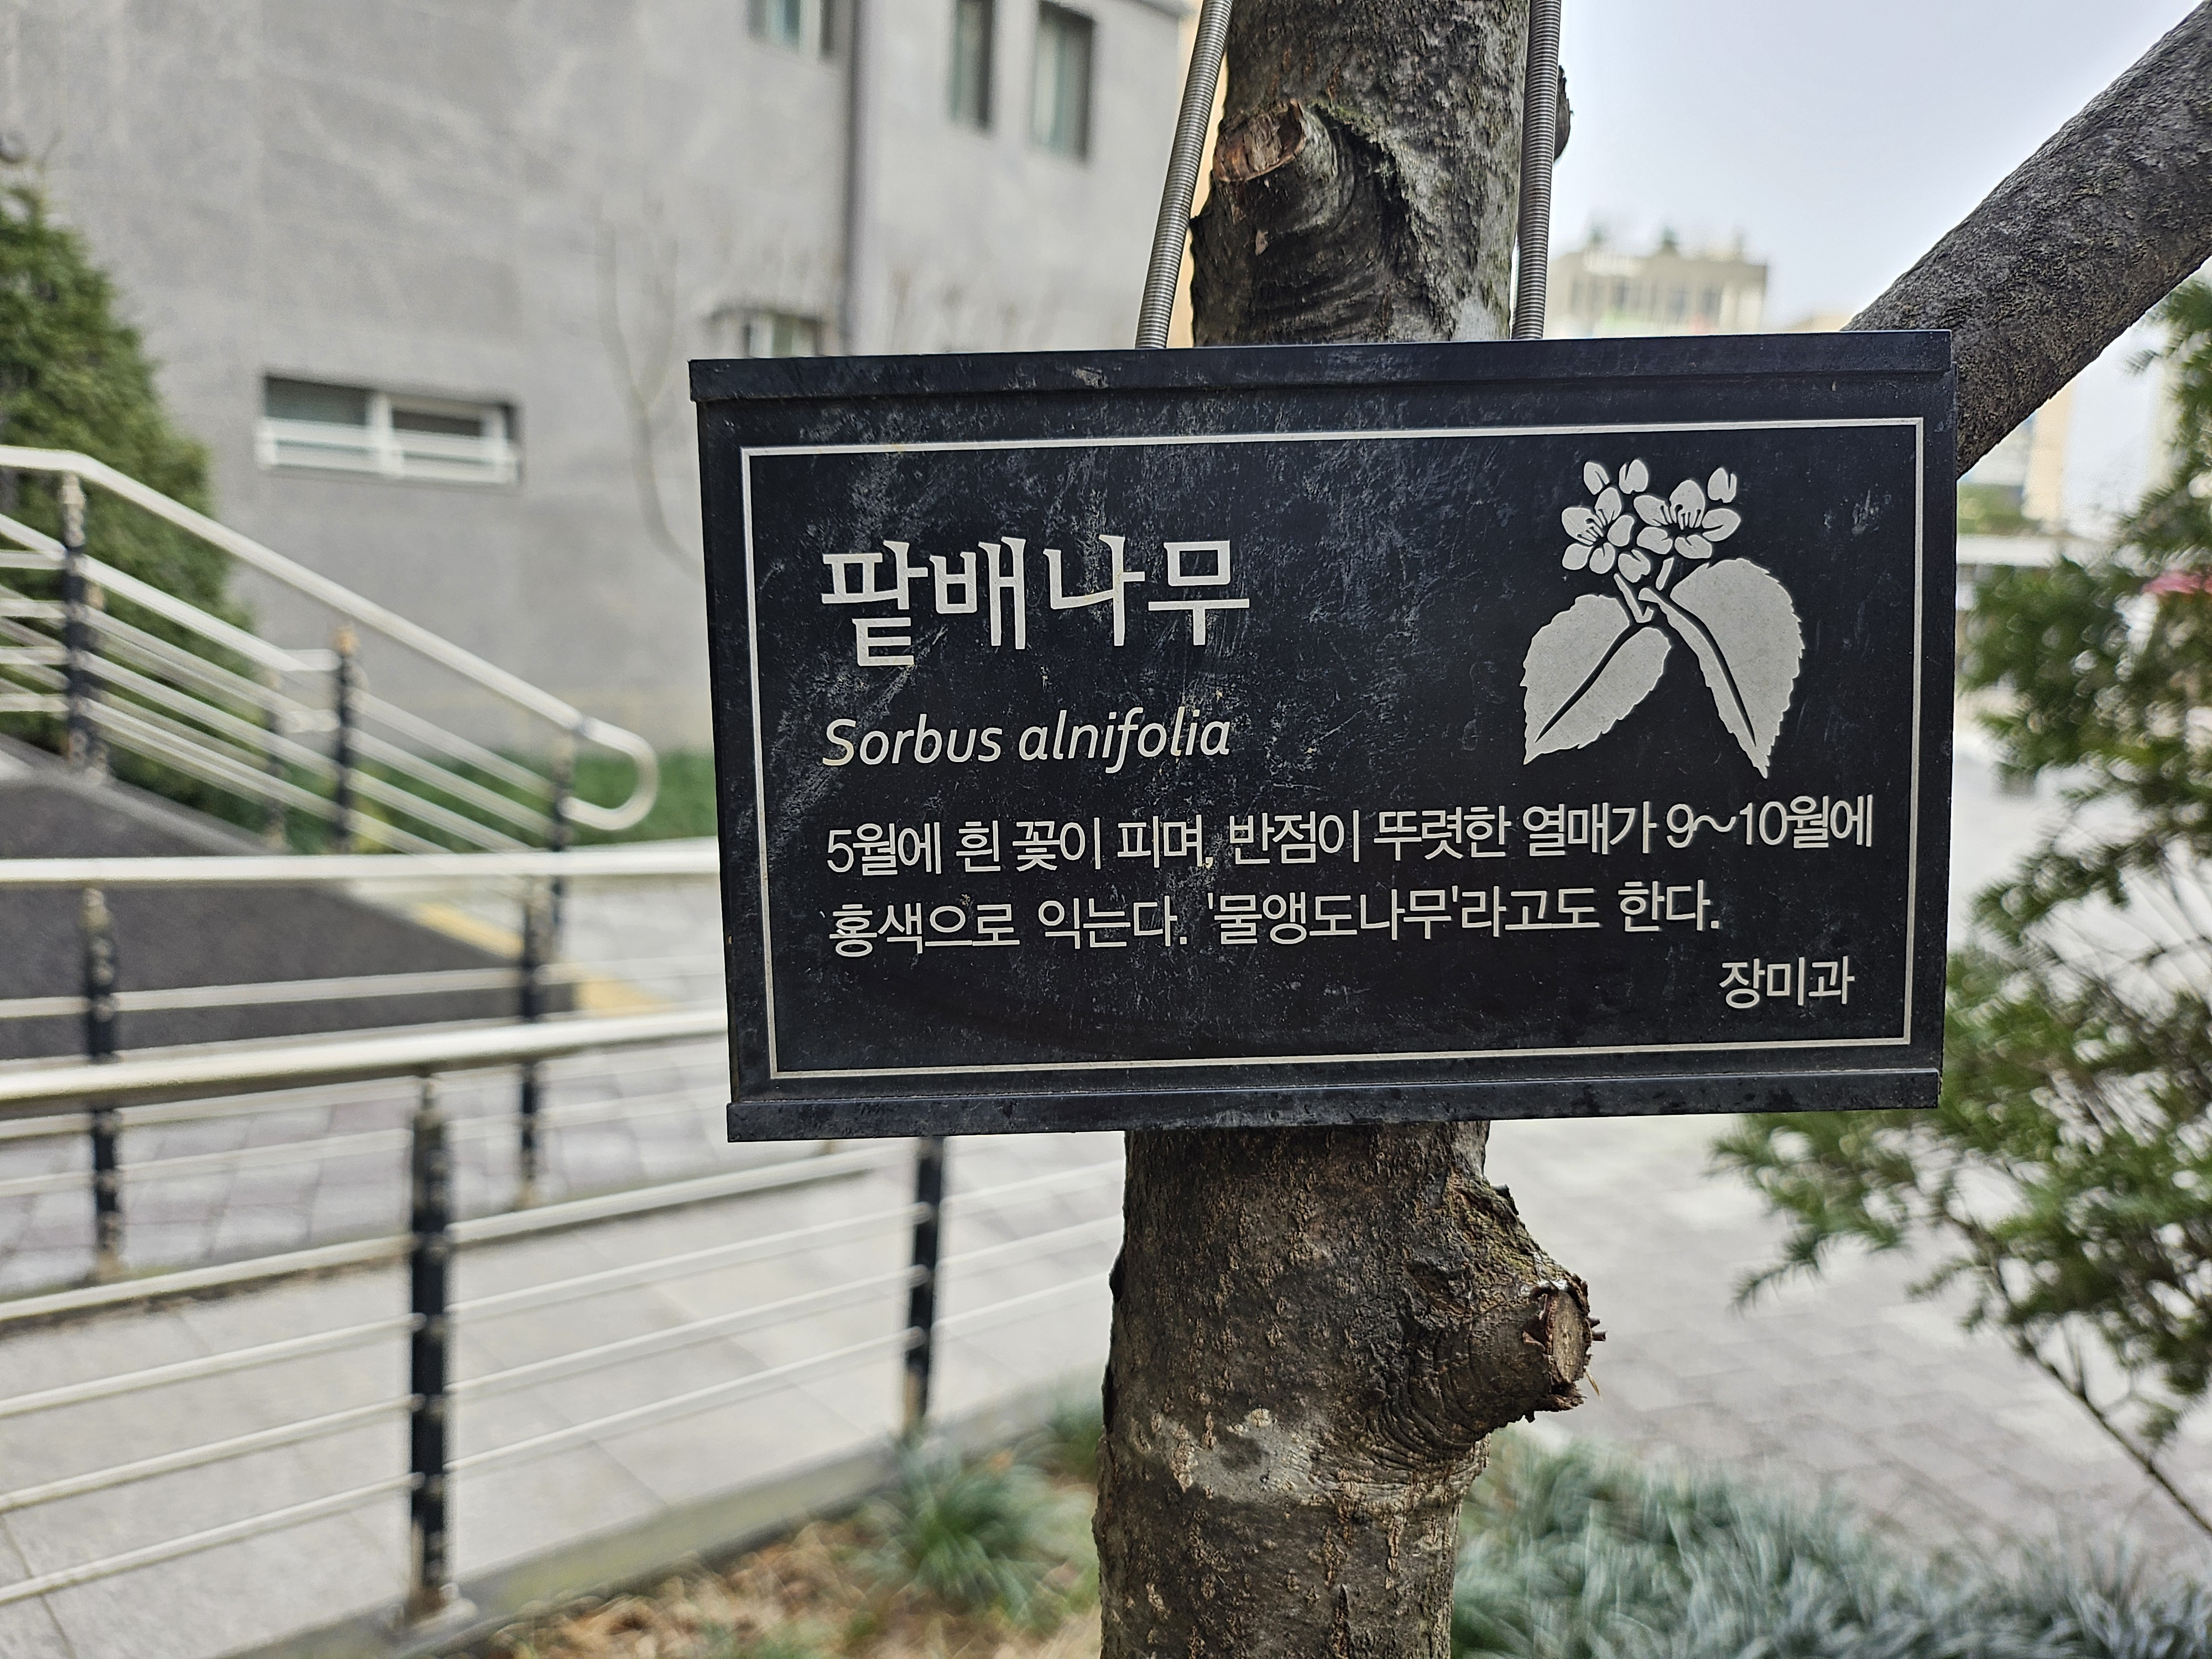 팥배나무
Sorbus alnifolia
5월에 흰 꽃이 피며, 반점이 뚜렷한 열매가 9~10월에
홍색으로 익는다. '물앵도나무'라고도 한다.
장미과